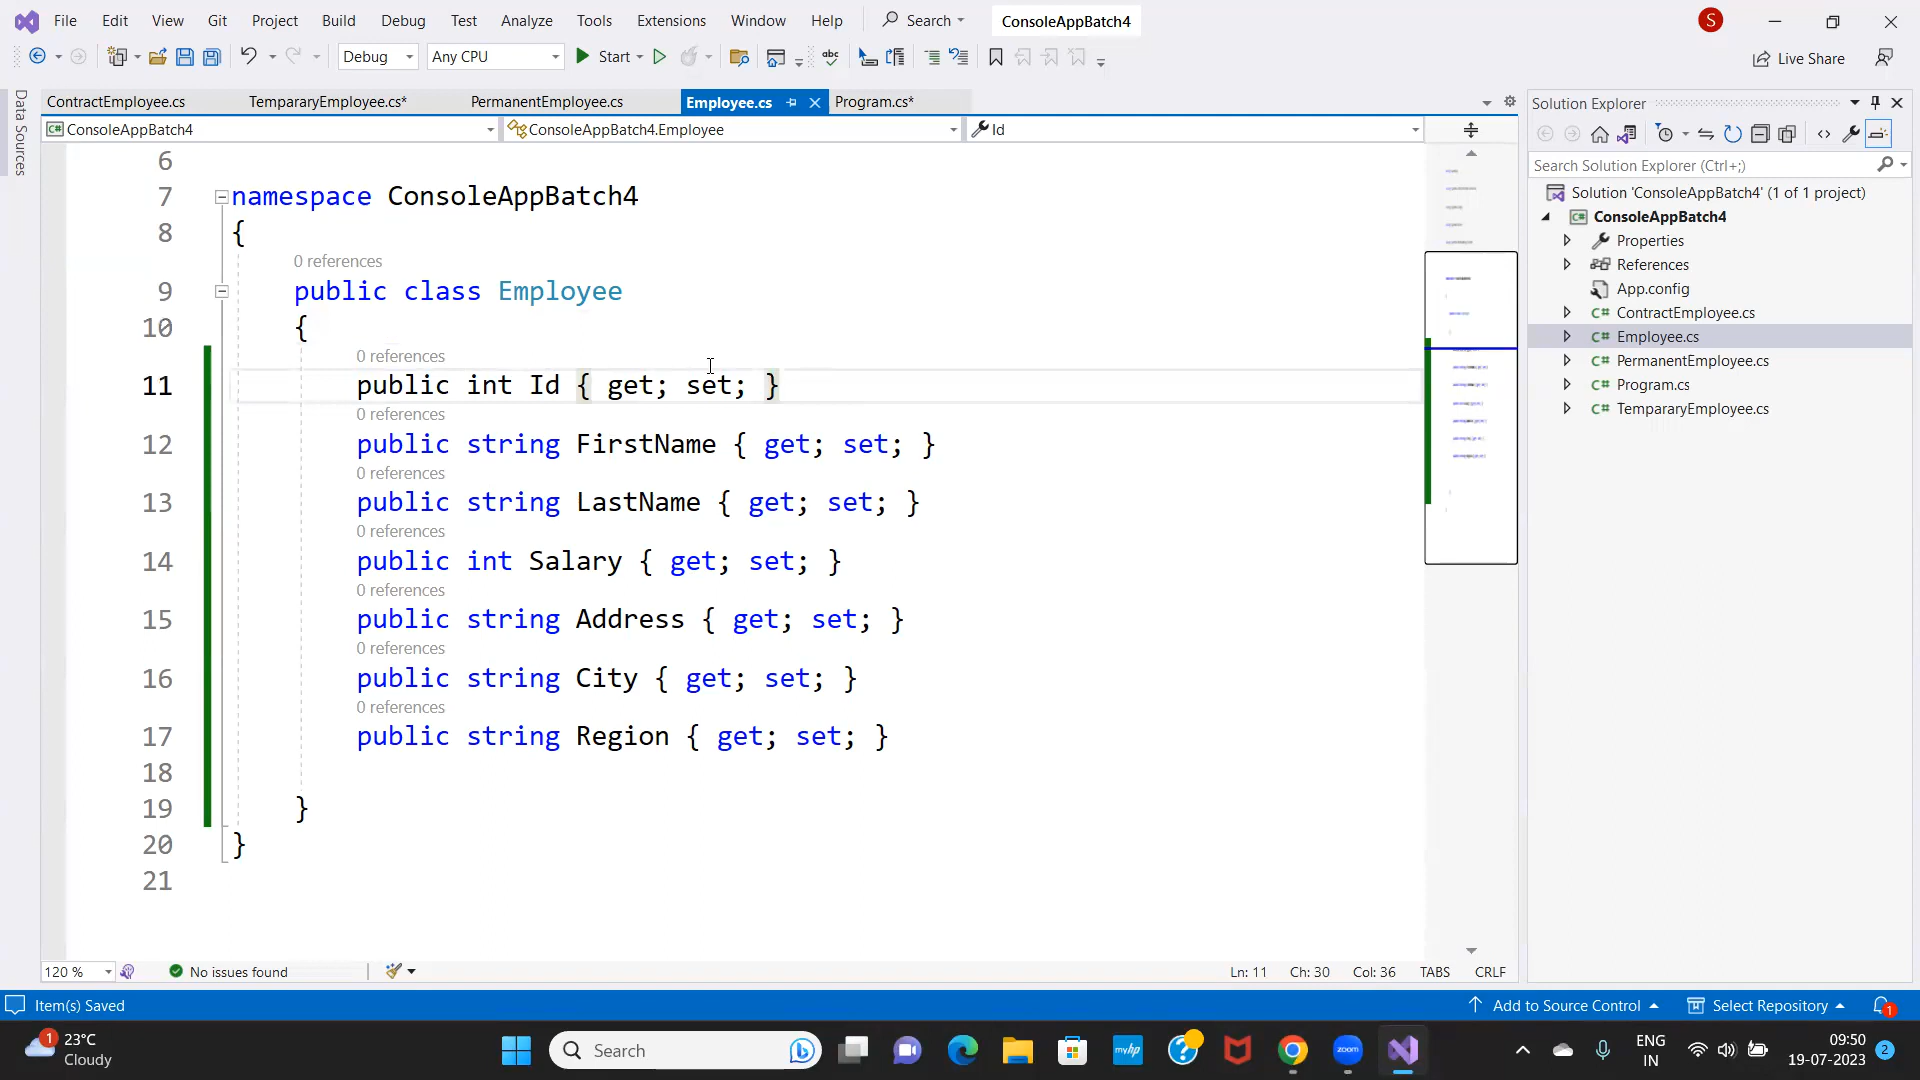 File Edit View Git Project Build Debug Test Analyze Tools Extensions Window Help Search ConsoleAppBatch4 S
Debug Any CPU Start abc Live Share
Data Sources
ContractEmployee.cs TempararyEmployee.cs* PermanentEmployee.cs Employee.cs Program.cs*
C# ConsoleAppBatch4 ConsoleAppBatch4.Employee Id
6
7 namespace ConsoleAppBatch4
8 {
0 references
9 public class Employee
10 {
0 references
11 public int Id { get; set; }
0 references
12 public string FirstName { get; set; }
0 references
13 public string LastName { get; set; }
0 references
14 public int Salary { get; set; }
0 references
15 public string Address { get; set; }
0 references
16 public string City { get; set; }
0 references
17 public string Region { get; set; }
18
19 }
20 }
21
120 % No issues found Ln: 11 Ch: 30 Col: 36 TABS CRLF
Solution Explorer
Search Solution Explorer (Ctrl+;)
Solution 'ConsoleAppBatch4' (1 of 1 project)
C# ConsoleAppBatch4
Properties
References
App.config
C# ContractEmployee.cs
C# Employee.cs
C# PermanentEmployee.cs
C# Program.cs
C# TempararyEmployee.cs
Item(s) Saved Add to Source Control Select Repository 1
1 23°C
Cloudy
Search
myhp
?
zoom
ENG
IN
09:50
19-07-2023
2